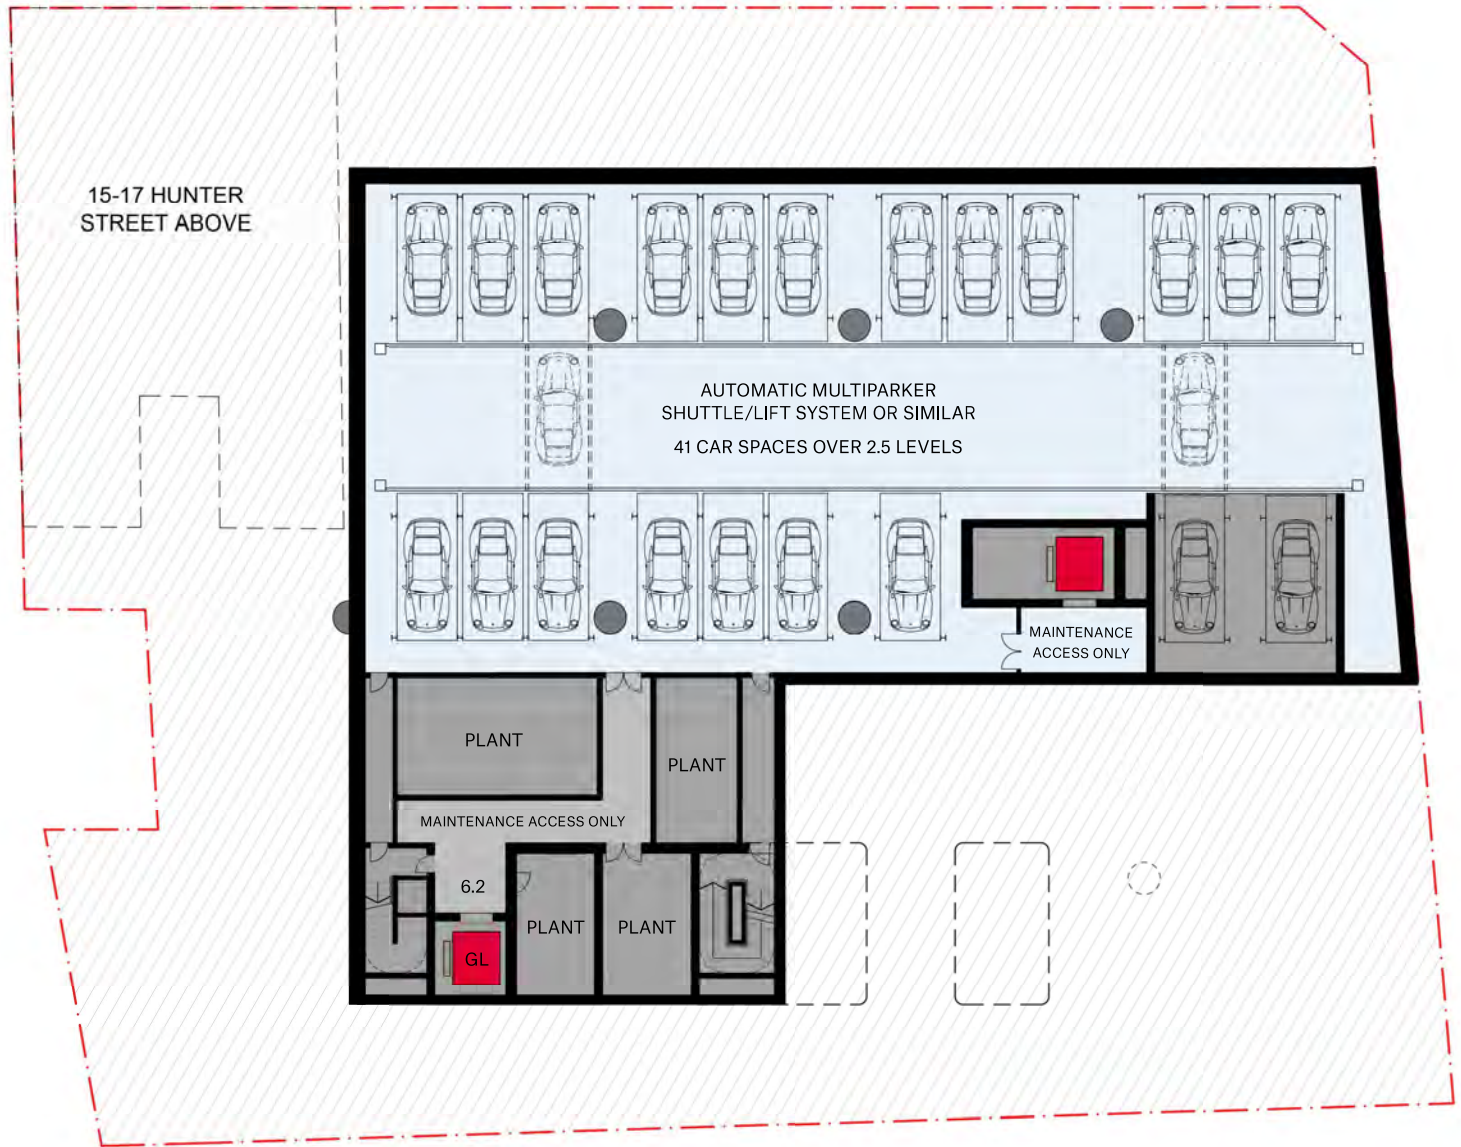 15-17 HUNTER
STREET ABOVE
AUTOMATIC MULTIPARKER
SHUTTLE/LIFT SYSTEM OR SIMILAR
41 CAR SPACES OVER 2.5 LEVELS
MAINTENANCE
ACCESS ONLY
PLANT
PLANT
MAINTENANCE ACCESS ONLY
6.2
PLANT
PLANT
GL